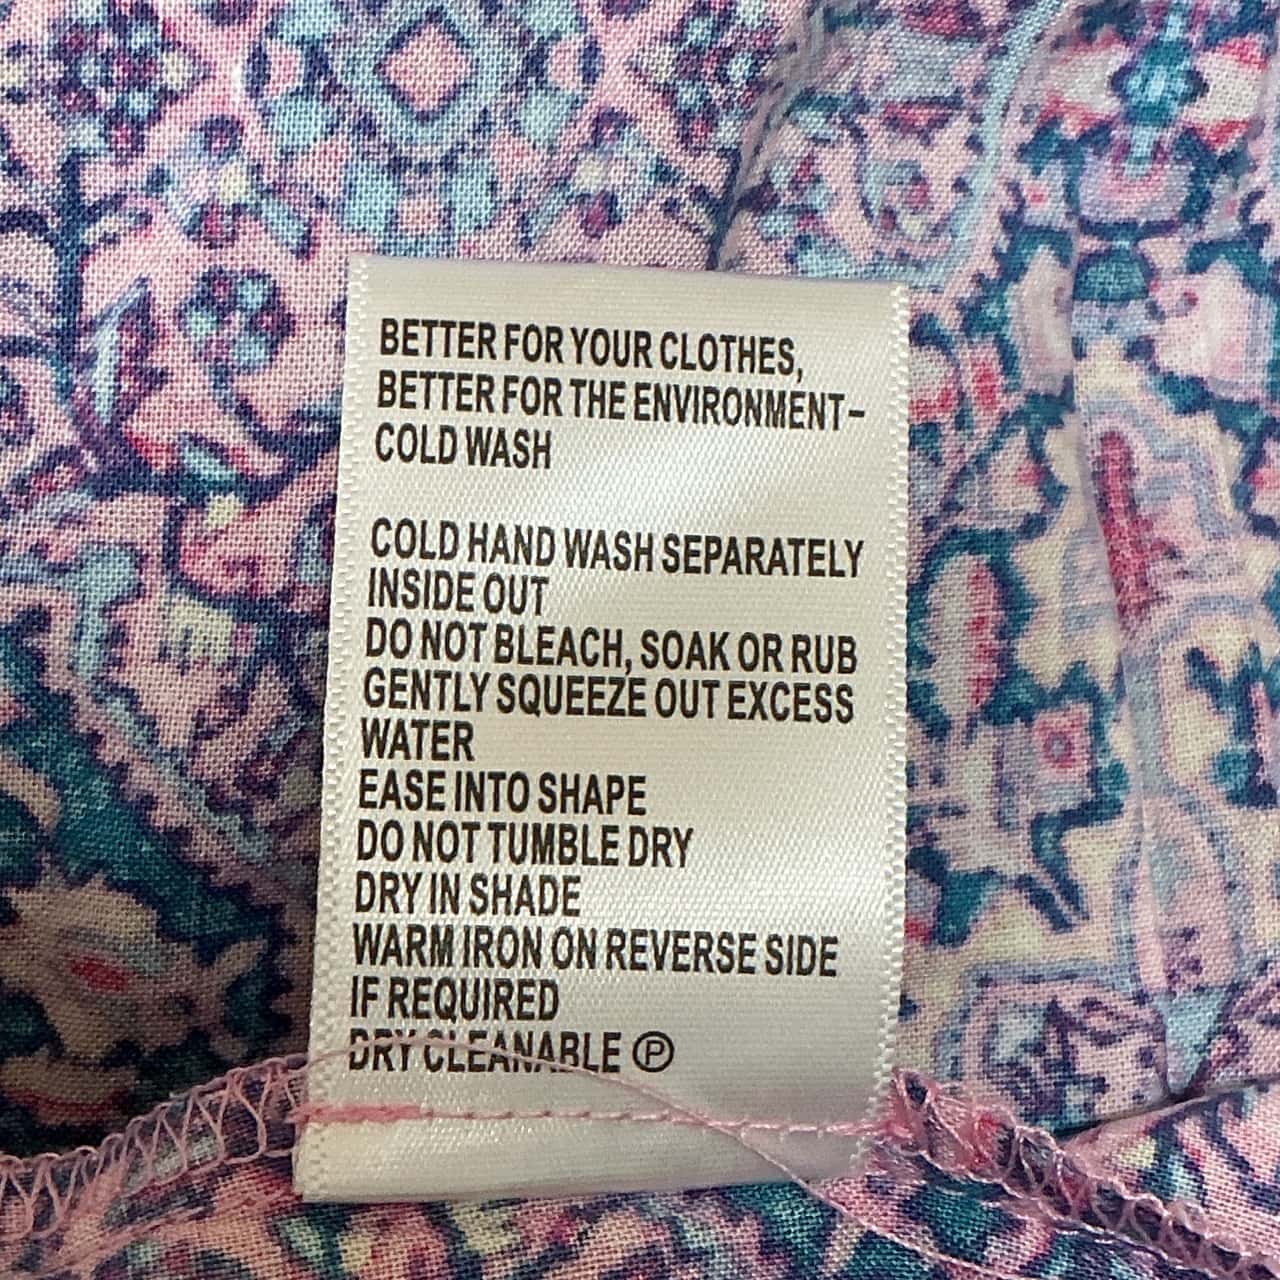 BETTER FOR YOUR CLOTHES,
BETTER FOR THE ENVIRONMENT-
COLD WASH
COLD HAND WASH SEPARATELY
INSIDE OUT
DO NOT BLEACH, SOAK OR RUB
GENTLY SQUEEZE OUT EXCESS
WATER
EASE INTO SHAPE
DO NOT TUMBLE DRY
DRY IN SHADE
WARM IRON ON REVERSE SIDE
IF REQUIRED
DRY CLEANABLE Ⓟ